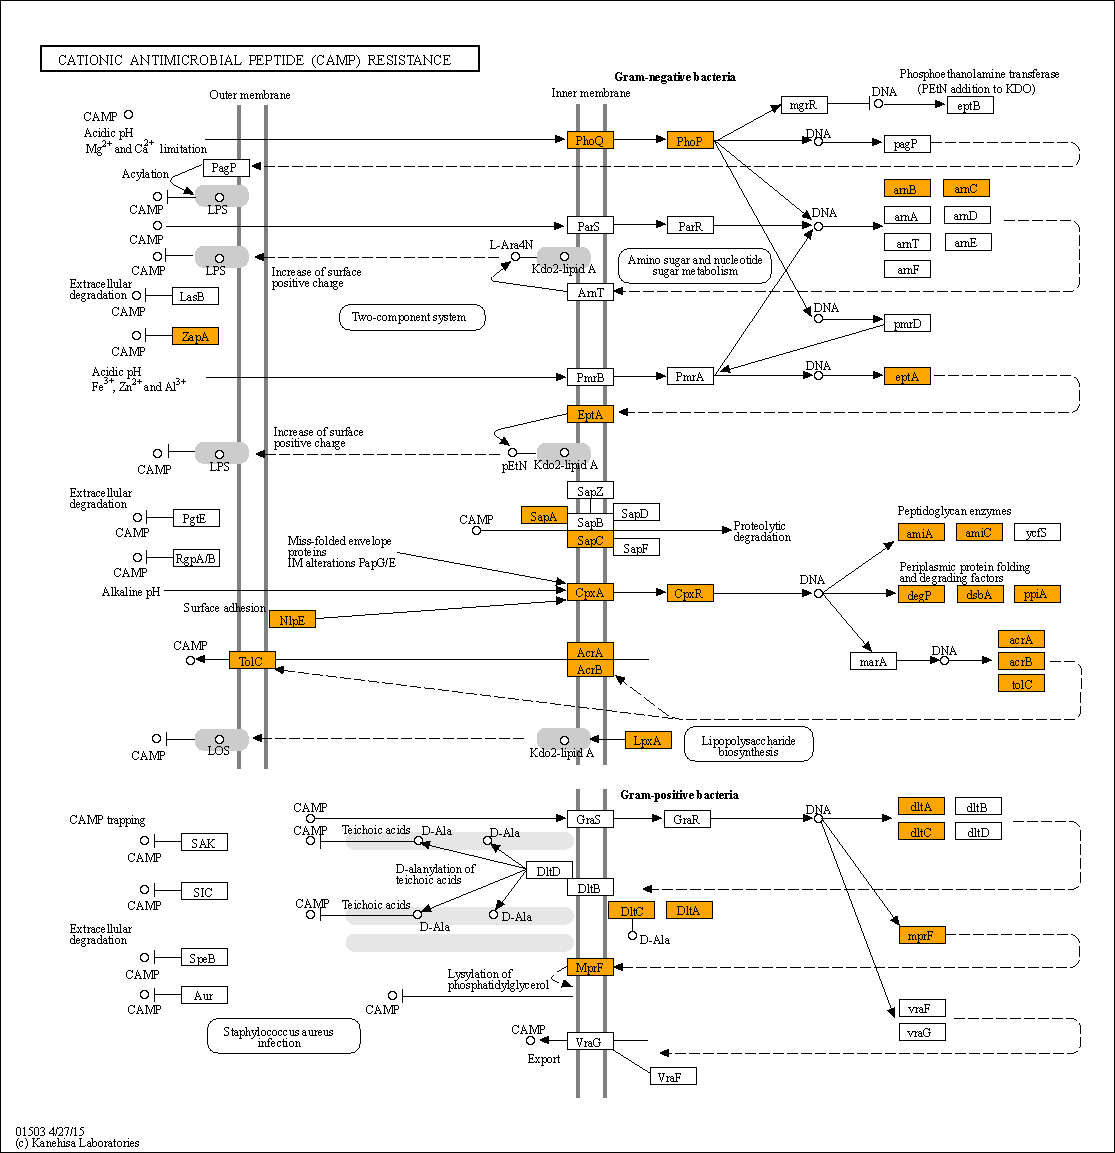 CATIONIC ANTIMICROBIAL PEPTIDE (CAMP) RESISTANCE
Gram-negative bacteria
Phosphoethanolamine transferase
(PEtN addition to KDO)
Outer membrane
Inner membrane
DNA
mgrR
eptB
CAMP
Acidic pH
Mg2+ and Ca2+ limitation
PhoQ
PhoP
DNA
pagP
PagP
Acylation
CAMP
LPS
arnB
arnC
CAMP
ParS
ParR
DNA
arnA
arnD
L-Ara4N
arnT
arnE
CAMP
LPS
Kdo2-lipid A
Amino sugar and nucleotide
sugar metabolism
arnF
Increase of surface
positive charge
Extracellular
degradation
LasB
CAMP
ArnT
Two-component system
DNA
pmrD
ZapA
CAMP
Acidic pH
Fe3+, Zn2+ and Al3+
PmrB
PmrA
DNA
eptA
EptA
Increase of surface
positive charge
CAMP
LPS
pEtN
Kdo2-lipid A
Extracellular
degradation
SapZ
PgtE
CAMP
CAMP
SapA
SapB
SapD
Proteolytic
degradation
Peptidoglycan enzymes
amiA
amiC
ycfS
SapC
SapF
Miss-folded envelope
proteins
IM alterations PapG/E
RgpA/B
CAMP
Periplasmic protein folding
and degrading factors
Alkaline pH
CpxA
CpxR
DNA
degP
dsbA
ppiA
Surface adhesion
NlpE
acrA
CAMP
TolC
AcrA
AcrB
marA
DNA
acrB
tolC
CAMP
LOS
Kdo2-lipid A
LpxA
Lipopolysaccharide
biosynthesis
Gram-positive bacteria
CAMP
GraS
GraR
DNA
dltA
dltB
CAMP trapping
CAMP
Teichoic acids
D-Ala
D-Ala
dltC
dltD
SAK
CAMP
D-alanylation of
teichoic acids
DltD
DltB
SIC
CAMP
CAMP
Teichoic acids
D-Ala
D-Ala
DltC
DltA
D-Ala
Extracellular
degradation
mprF
SpeB
CAMP
Lysylation of
phosphatidylglycerol
MprF
Aur
CAMP
CAMP
vraF
vraG
Staphylococcus aureus
infection
CAMP
Export
VraG
VraF
01503 4/27/15
(c) Kanehisa Laboratories